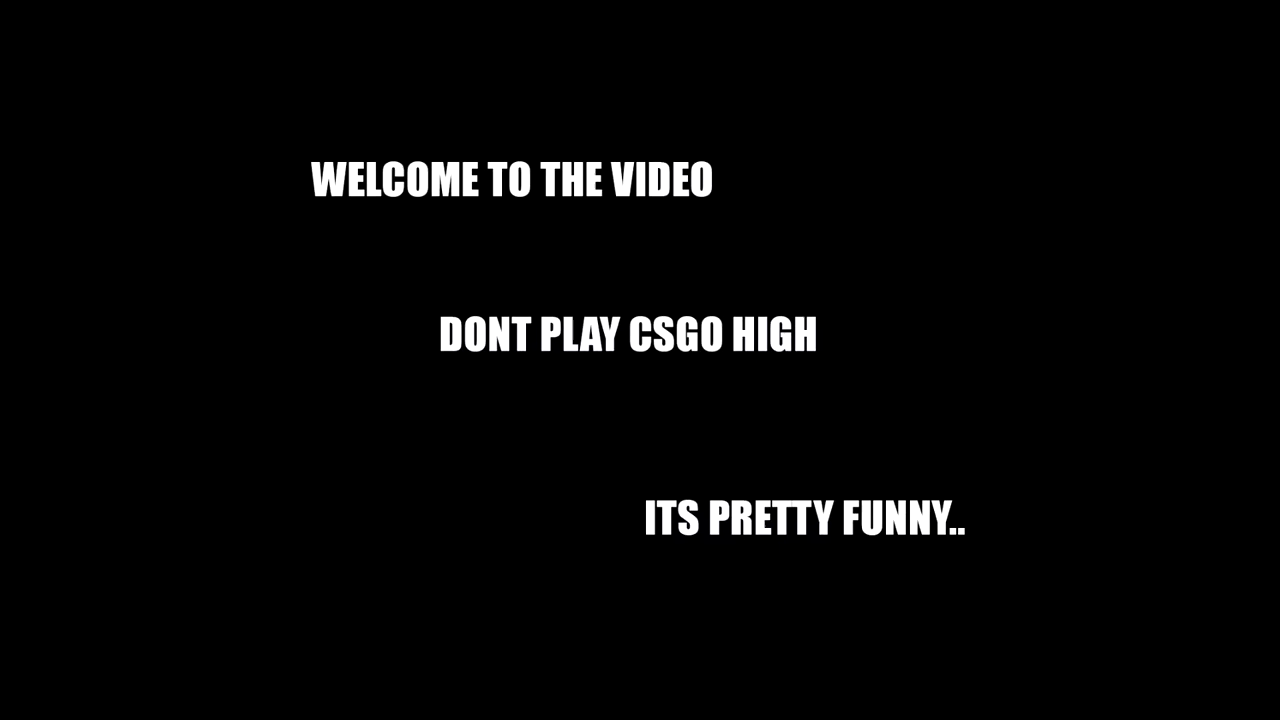 WELCOME TO THE VIDEO
DONT PLAY CSGO HIGH
ITS PRETTY FUNNY..